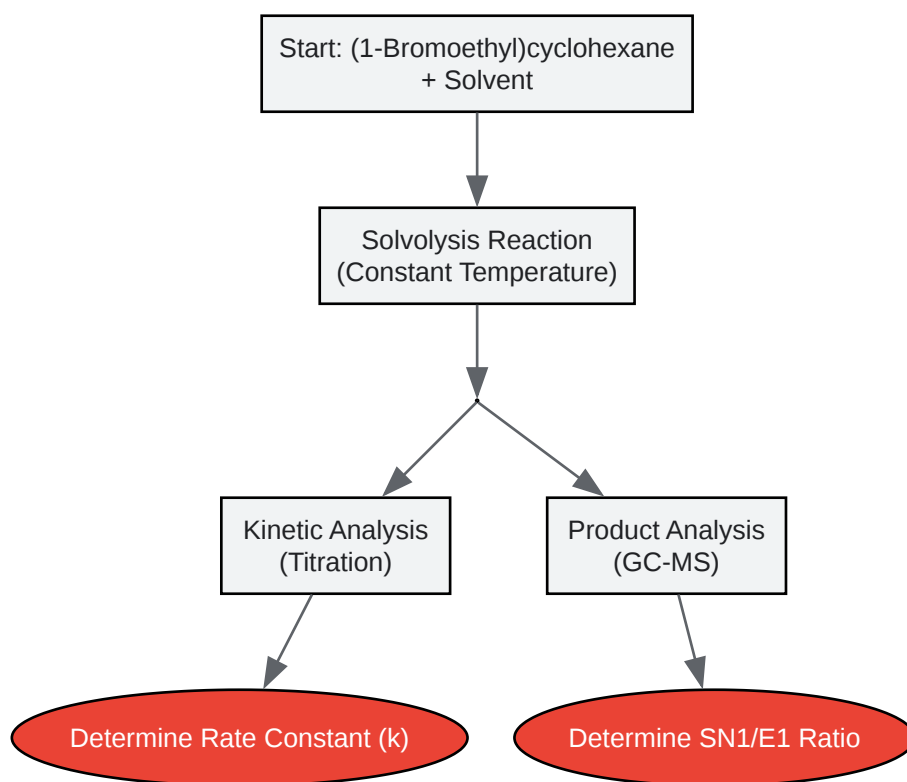 Start: (1-Bromoethyl)cyclohexane
+ Solvent
Solvolysis Reaction
(Constant Temperature)
Kinetic Analysis
(Titration)
Product Analysis
(GC-MS)
Determine Rate Constant (k)
Determine SN1/E1 Ratio